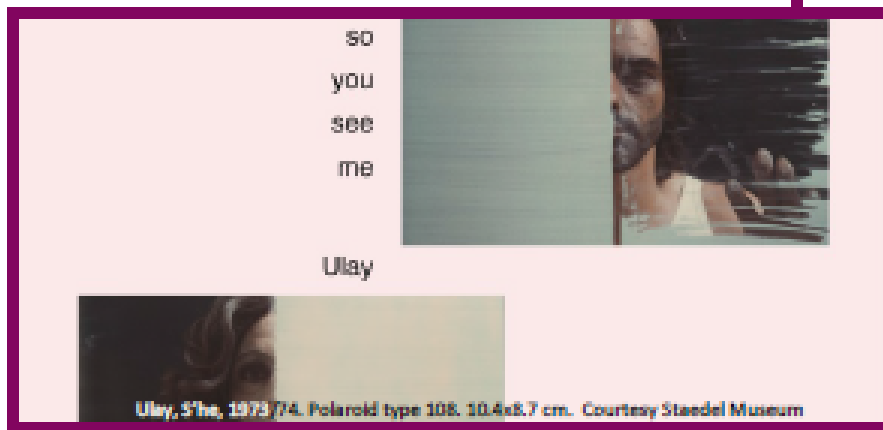 so
you
see
me
Ulay
Ulay, S'he, 1973/74. Polaroid type 108. 10.4x8.7 cm. Courtesy Staedel Museum